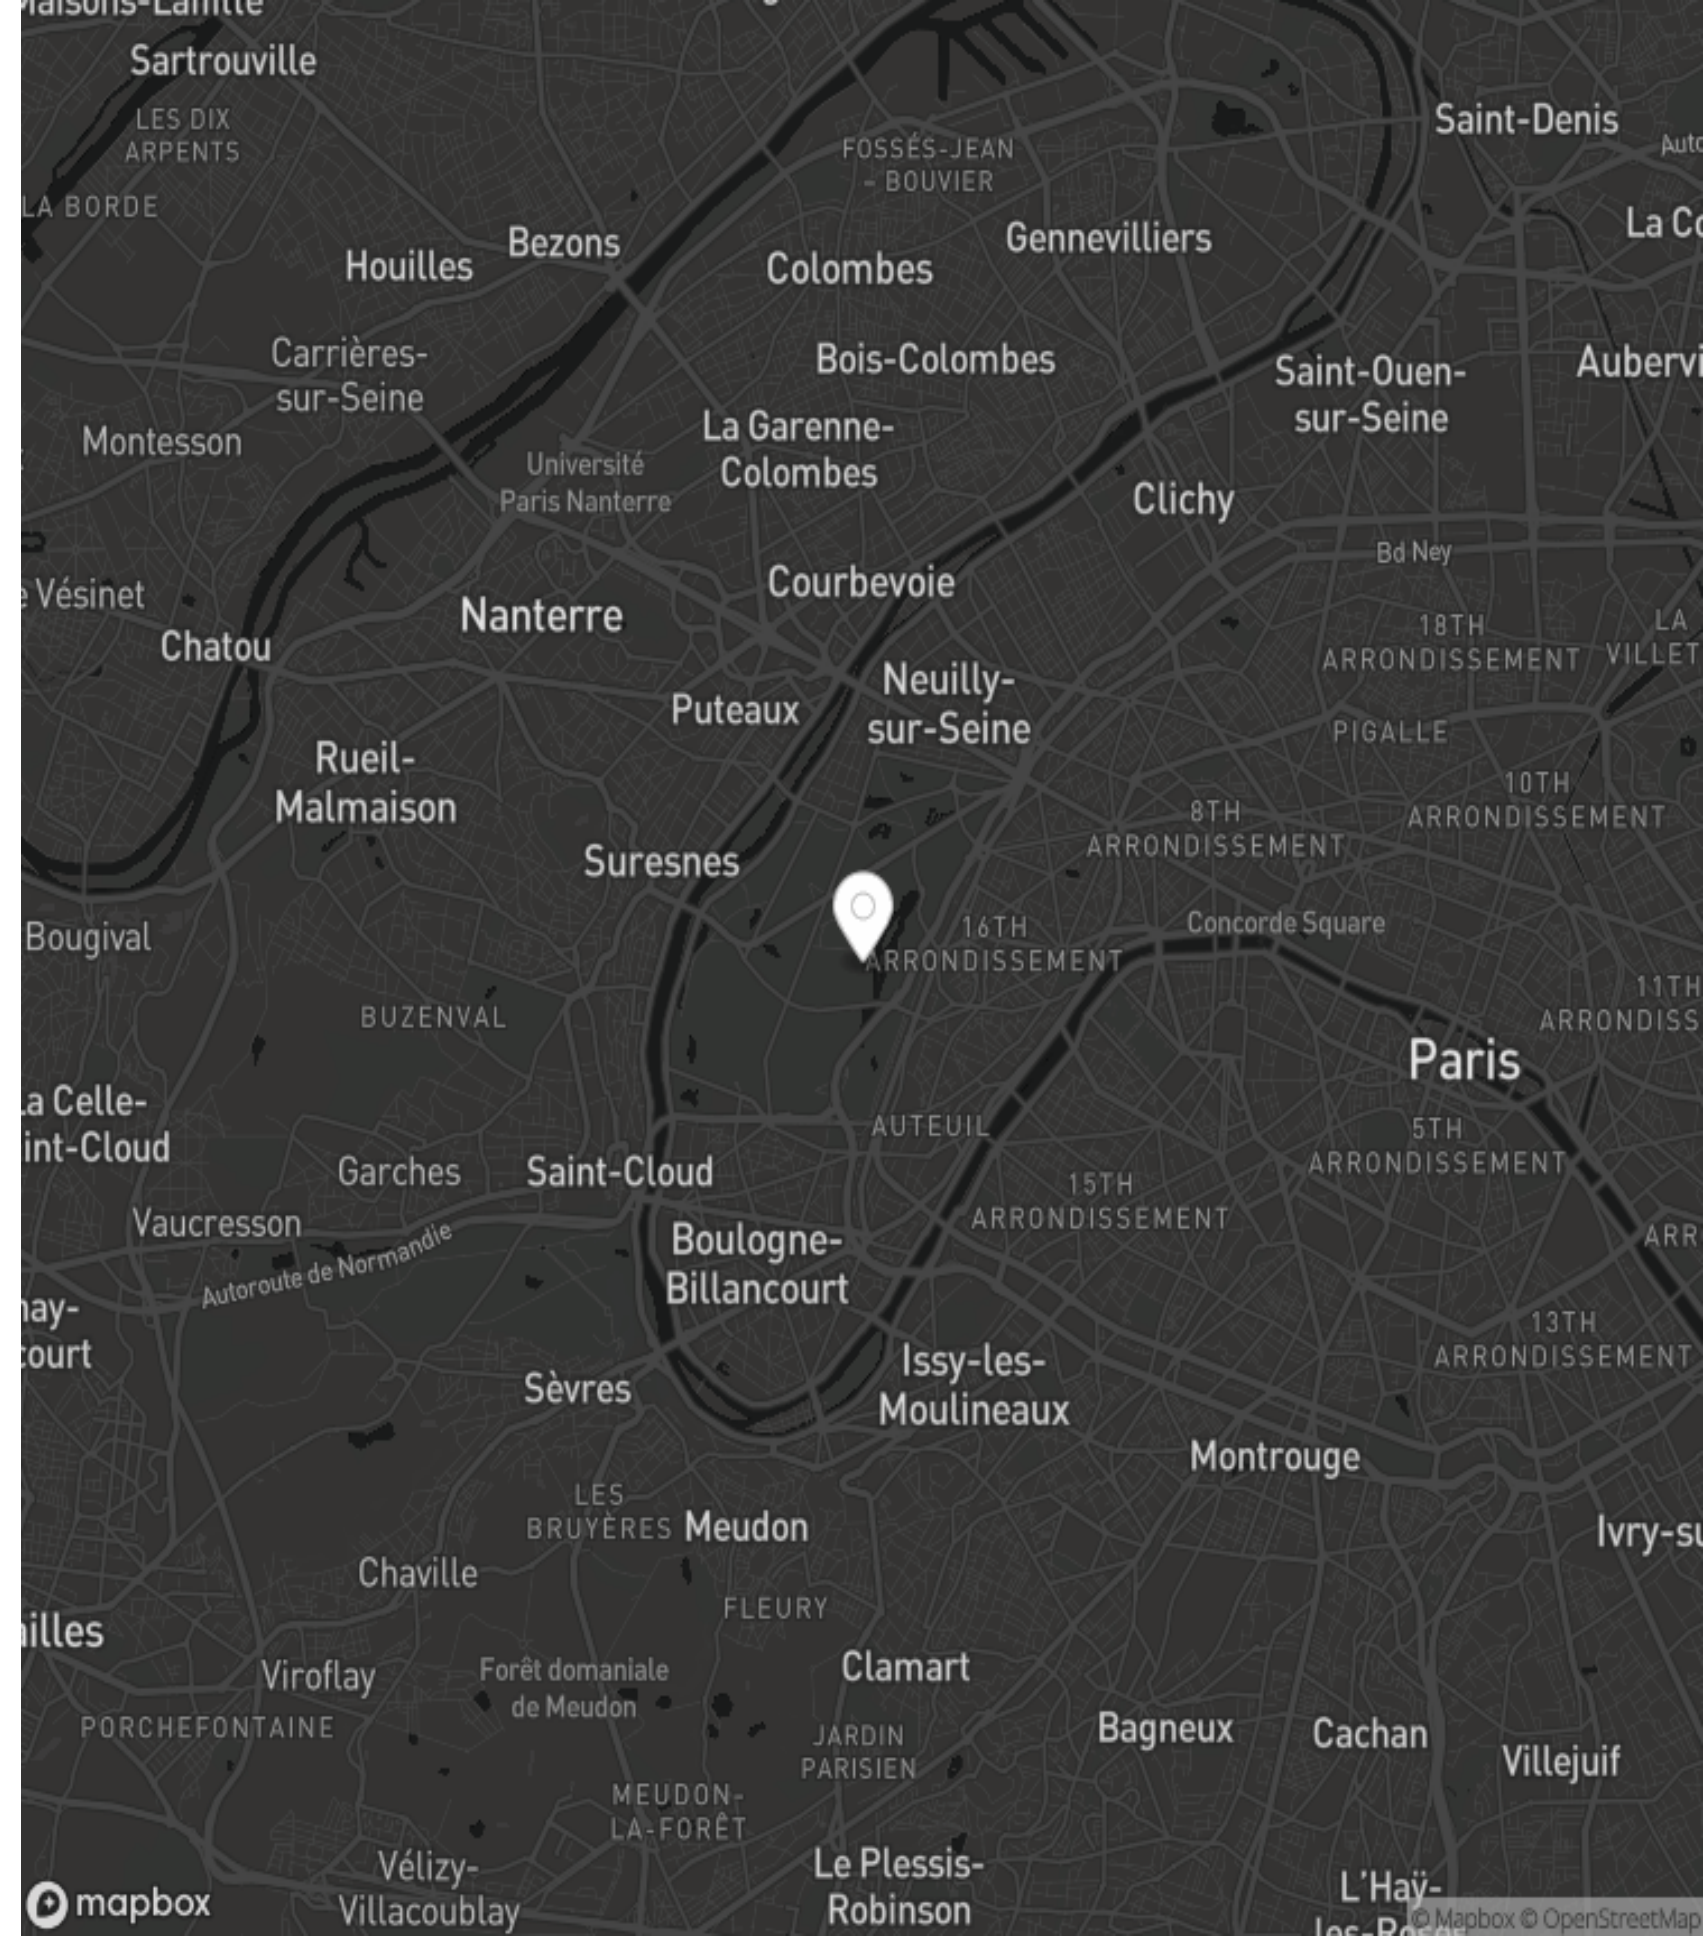 Sartrouville
LES DIX
ARPENTS
LA BORDE
Houilles
Bezons
FOSSÉS-JEAN
- BOUVIER
Saint-Denis
Auto
Gennevilliers
La Co
Colombes
Carrières-
sur-Seine
Bois-Colombes
Saint-Ouen-
sur-Seine
Aubervi
Montesson
La Garenne-
Colombes
Université
Paris Nanterre
Clichy
Bd Ney
Vésinet
Courbevoie
Nanterre
Chatou
18TH
ARRONDISSEMENT
LA
VILLET
Neuilly-
sur-Seine
Puteaux
PIGALLE
Rueil-
Malmaison
10TH
ARRONDISSEMENT
8TH
ARRONDISSEMENT
Suresnes
16TH
ARRONDISSEMENT
Concorde Square
Bougival
BUZENVAL
11TH
ARRONDISS
Paris
La Celle-
int-Cloud
AUTEUIL
5TH
ARRONDISSEMENT
Garches
Saint-Cloud
15TH
ARRONDISSEMENT
Vaucresson
Autoroute de Normandie
Boulogne-
Billancourt
ARR
nay-
court
13TH
ARRONDISSEMENT
Sèvres
Issy-les-
Moulineaux
Montrouge
LES
BRUYÈRES
Meudon
Ivry-su
Chaville
FLEURY
ailles
Viroflay
Forêt domaniale
de Meudon
Clamart
PORCHEFONTAINE
JARDIN
PARISIEN
Bagneux
Cachan
Villejuif
MEUDON-
LA-FORÊT
Vélizy-
Villacoublay
Le Plessis-
Robinson
L'Haÿ-
mapbox
© Mapbox © OpenStreetMap